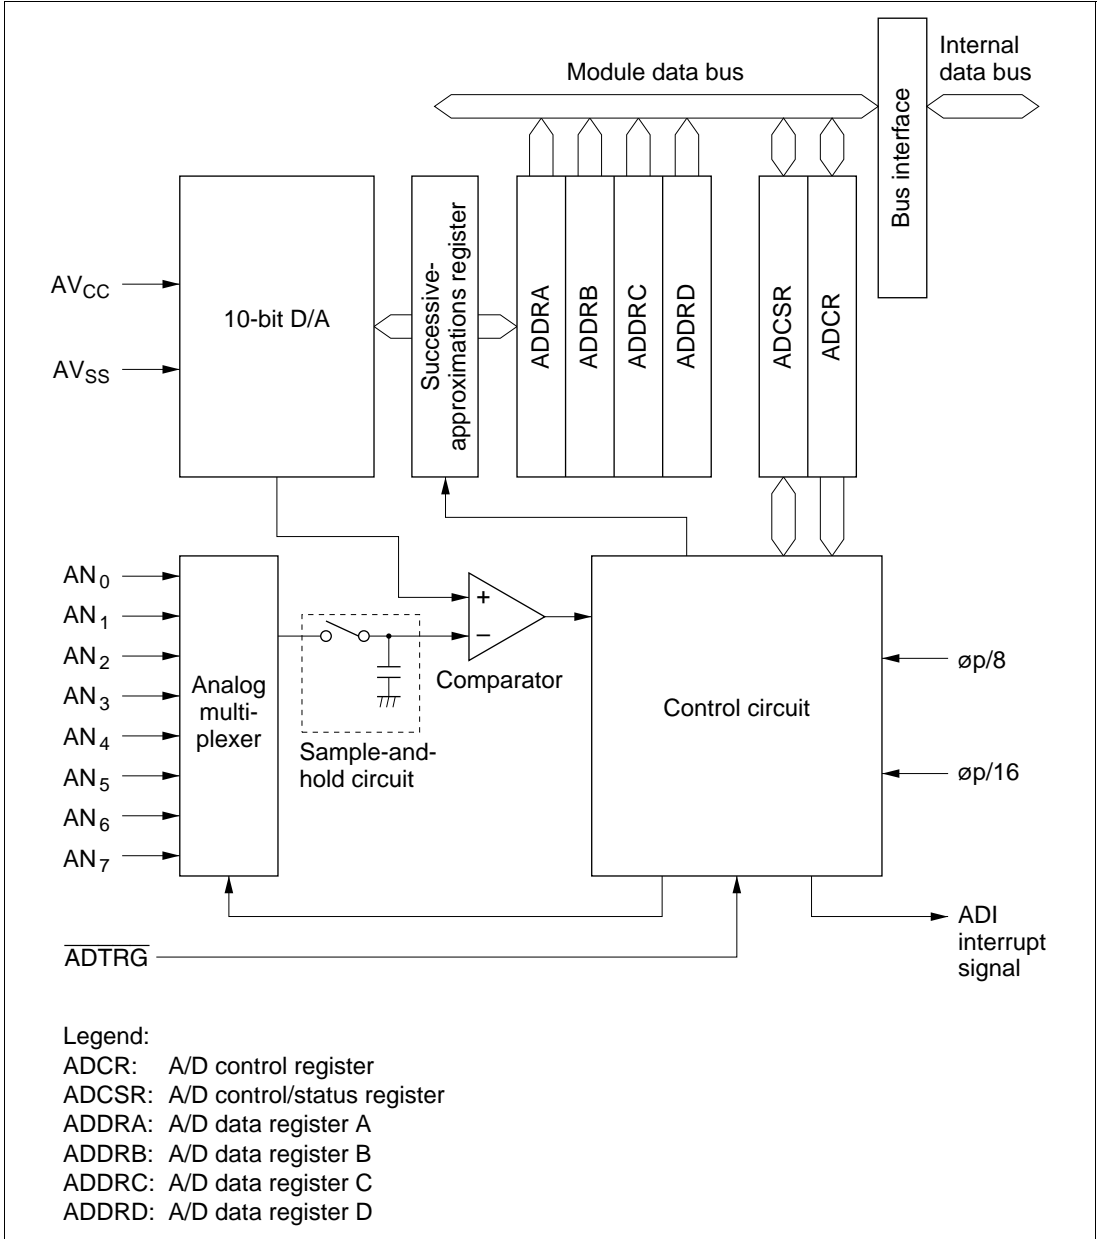 Internal
data bus
Module data bus
Bus interface
AVCC
AVSS
10-bit D/A
Successive-
approximations register
ADDRA
ADDRB
ADDRC
ADDRD
ADCSR
ADCR
AN0
AN1
AN2
AN3
AN4
AN5
AN6
AN7
Analog
multi-
plexer
+
−
Comparator
Sample-and-
hold circuit
Control circuit
øp/8
øp/16
ADI
interrupt
signal
ADTRG
Legend:
ADCR: A/D control register
ADCSR: A/D control/status register
ADDRA: A/D data register A
ADDRB: A/D data register B
ADDRC: A/D data register C
ADDRD: A/D data register D